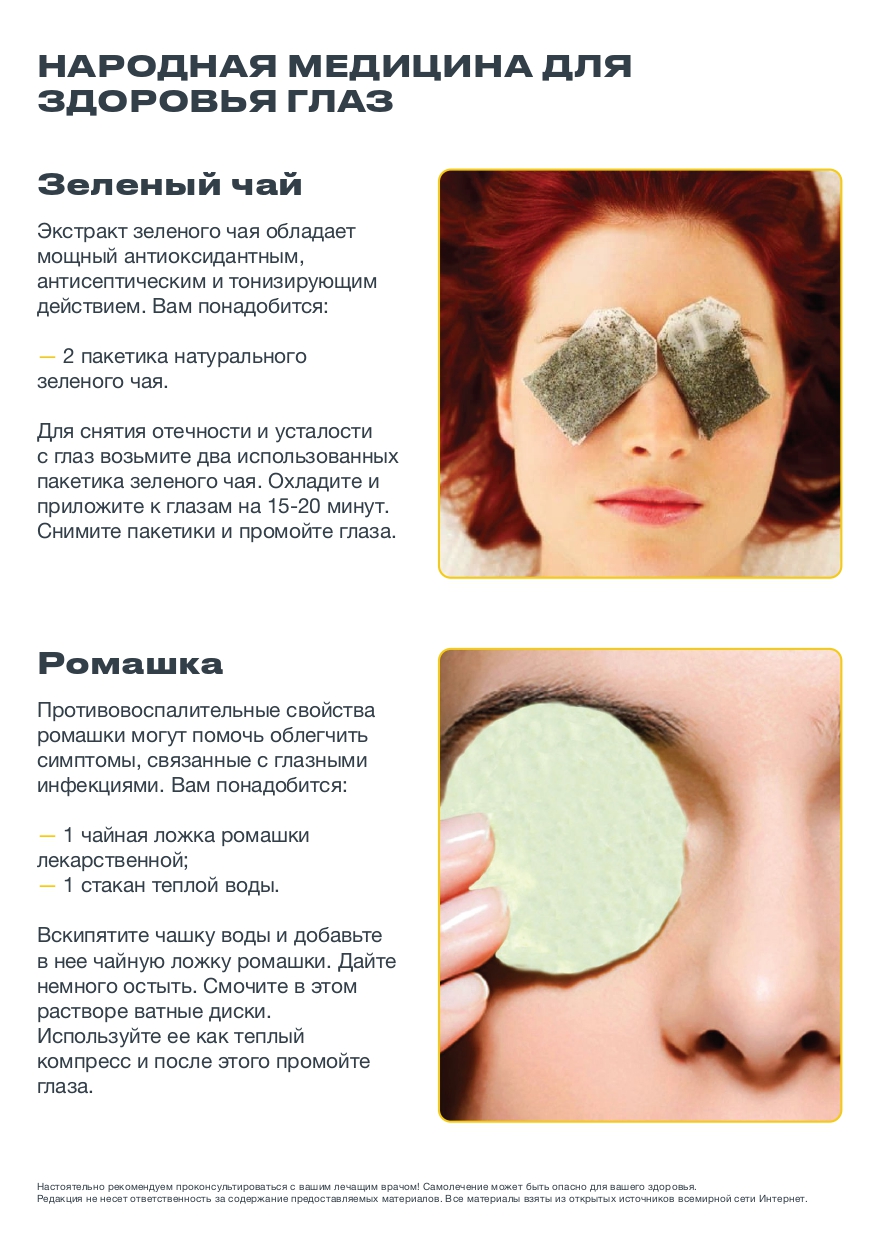 НАРОДНАЯ МЕДИЦИНА ДЛЯ
ЗДОРОВЬЯ ГЛАЗ
Зеленый чай
Экстракт зеленого чая обладает
мощный антиоксидантным,
антисептическим и тонизирующим
действием. Вам понадобится:
— 2 пакетика натурального
зеленого чая.
Для снятия отечности и усталости
с глаз возьмите два использованных
пакетика зеленого чая. Охладите и
приложите к глазам на 15-20 минут.
Снимите пакетики и промойте глаза.
Ромашка
Противовоспалительные свойства
ромашки могут помочь облегчить
симптомы, связанные с глазными
инфекциями. Вам понадобится:
— 1 чайная ложка ромашки
лекарственной;
— 1 стакан теплой воды.
Вскипятите чашку воды и добавьте
в нее чайную ложку ромашки. Дайте
немного остыть. Смочите в этом
растворе ватные диски.
Используйте ее как теплый
компресс и после этого промойте
глаза.
Настоятельно рекомендуем проконсультироваться с вашим лечащим врачом! Самолечение может быть опасно для вашего здоровья.
Редакция не несет ответственность за содержание предоставляемых материалов. Все материалы взяты из открытых источников всемирной сети Интернет.